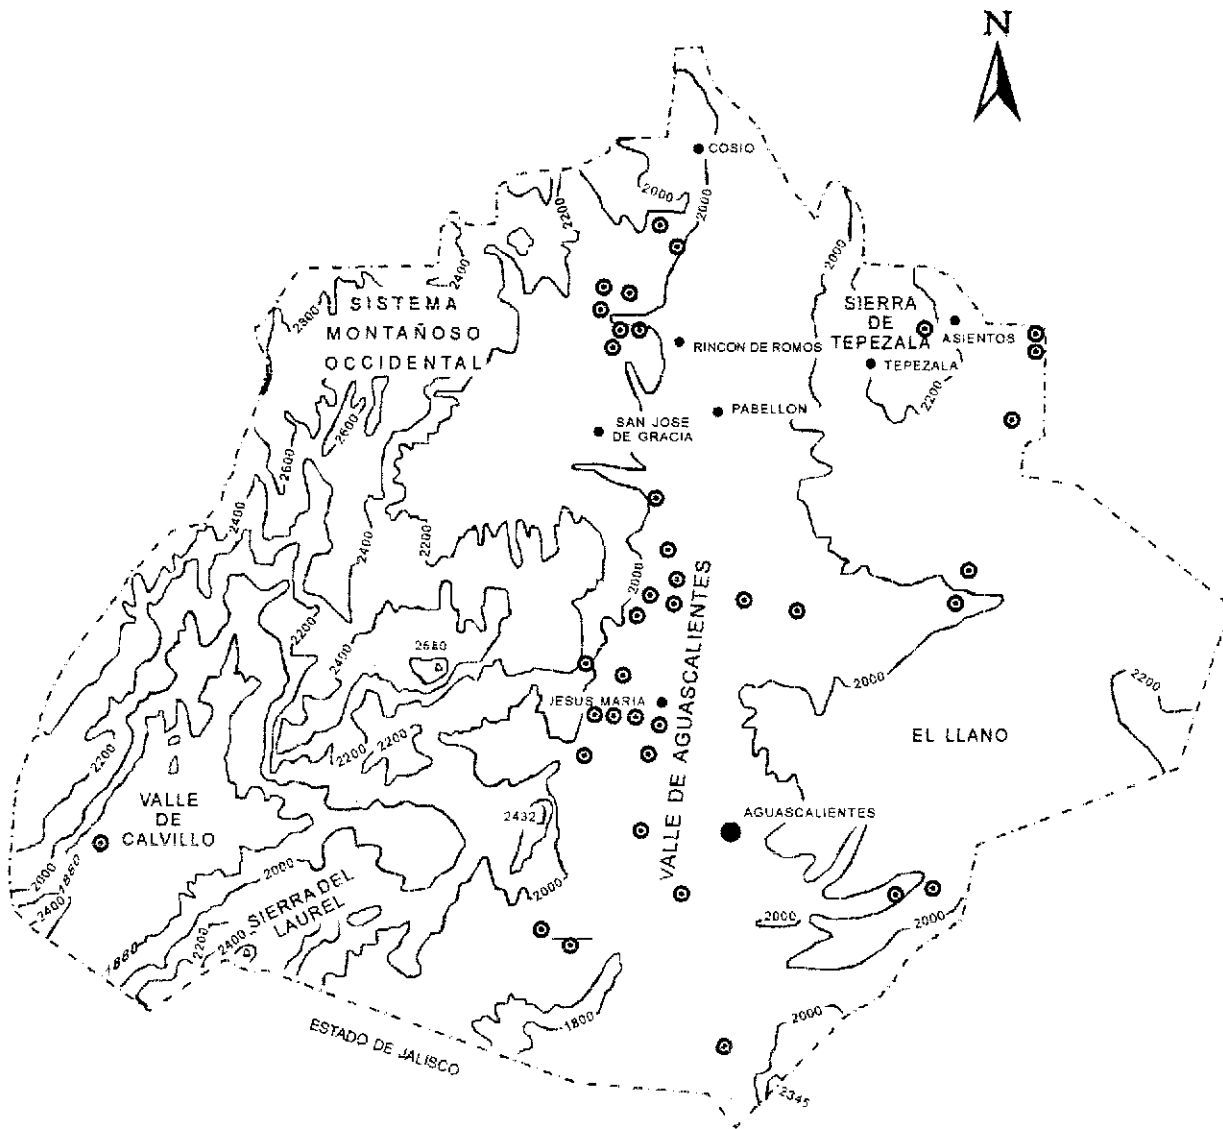 N
COSIO
2000
2000
2200
2400
2000
SISTEMA
MONTAÑOSO
OCCIDENTAL
SIERRA
DE
TEPEZALA
ASIENTOS
RINCON DE ROMOS
TEPEZALA
2200
PABELLON
SAN JOSE
DE GRACIA
2600
2600
2400
2400
2200
2000
2200
2400
2680
2000
2200
JESUS MARIA
VALLE DE AGUASCALIENTES
EL LLANO
2200
2200
2200
VALLE
DE
CALVILLO
2432
AGUASCALIENTES
2000
1860
2400
2000
SIERRA DEL
LAUREL
2000
2000
2000
2200
2400
1800
2000
ESTADO DE JALISCO
2345